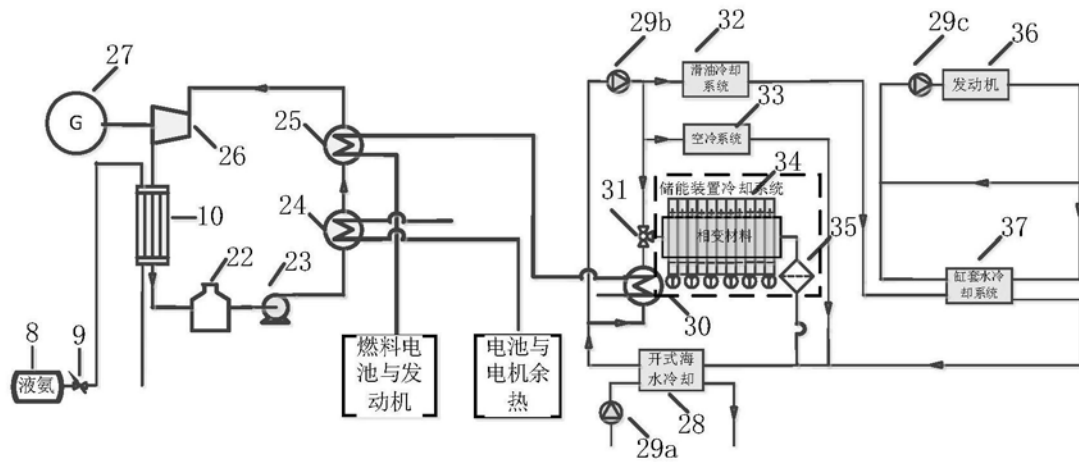 27
G
26
10
22
23
8
液氨
9
25
24
燃料电
池与发
动机
电池与
电机余
热
29b
32
滑油冷却
系统
33
空冷系统
31
储能装置冷却系统
34
相变材料
35
30
开式海
水冷却
28
29a
29c
36
发动机
37
缸套水冷
却系统